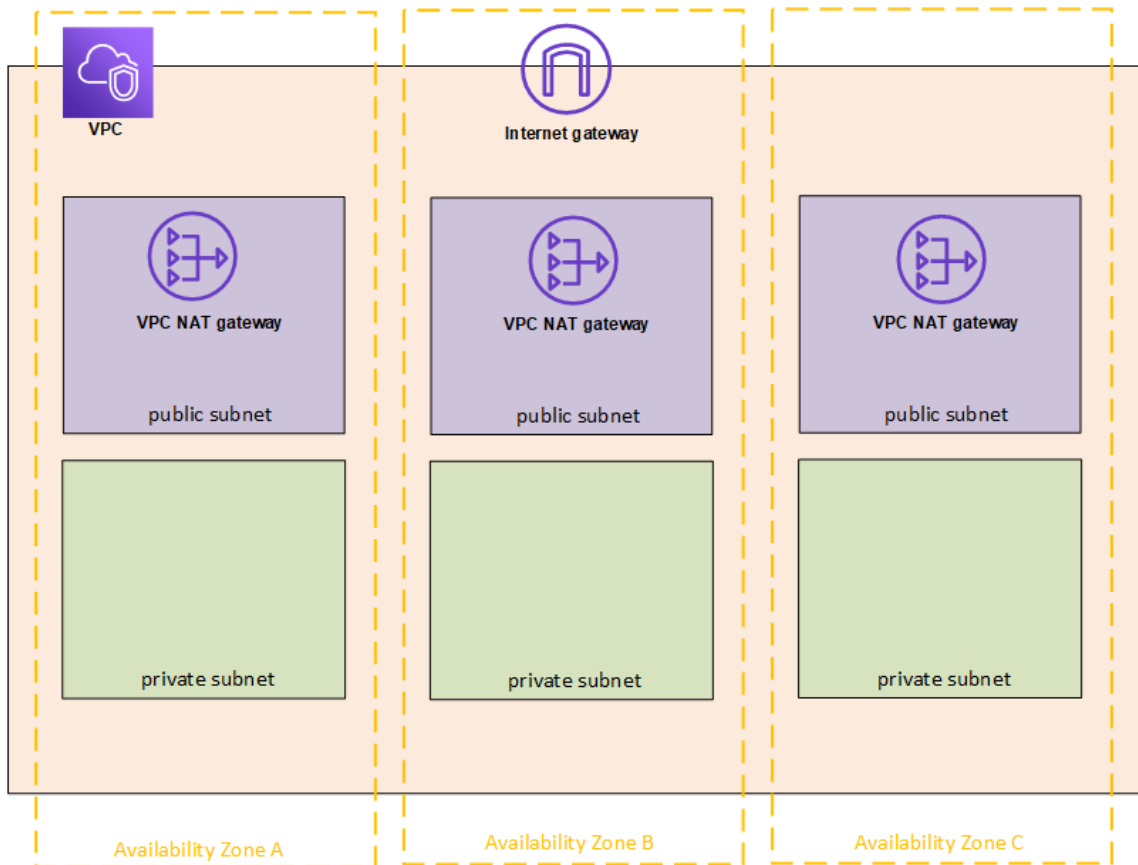 VPC
Internet gateway
VPC NAT gateway
VPC NAT gateway
VPC NAT gateway
public subnet
public subnet
public subnet
private subnet
private subnet
private subnet
Availability Zone A
Availability Zone B
Availability Zone C